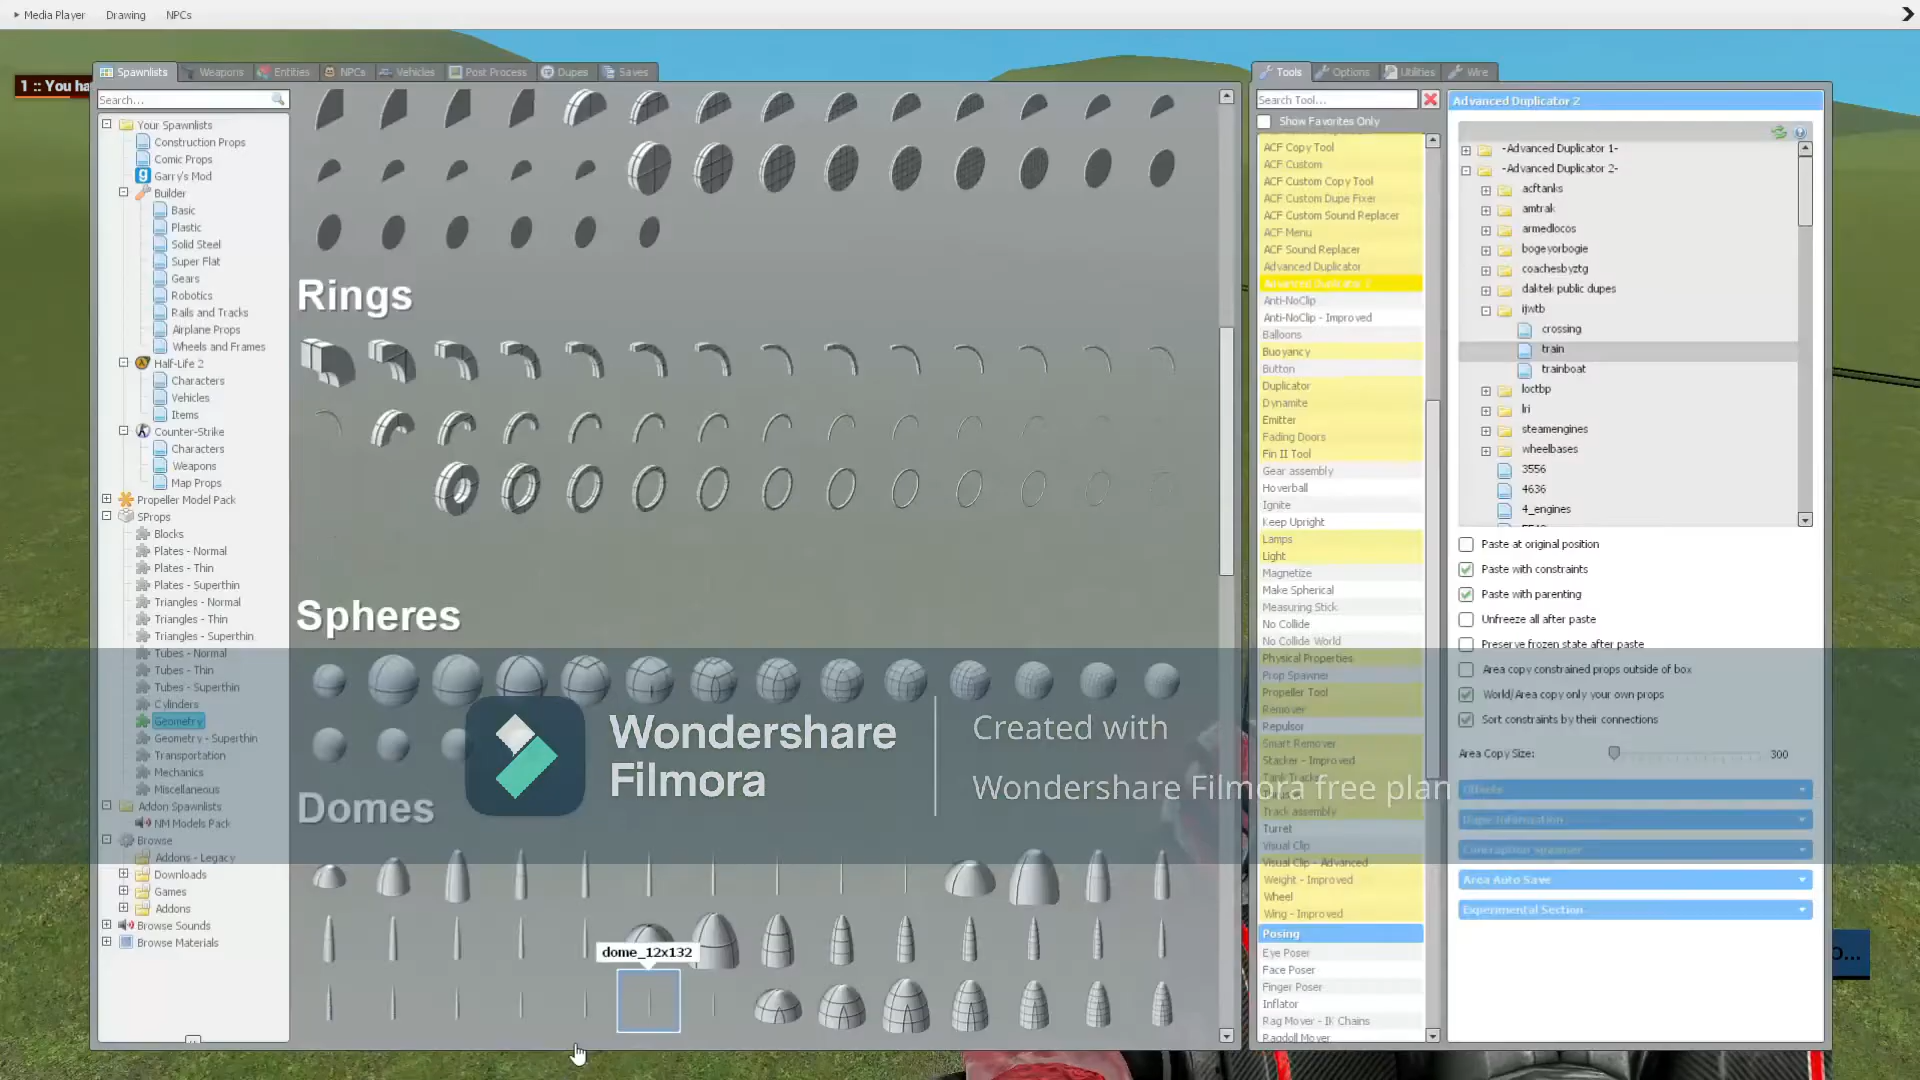 Media Player Drawing NPCs
1 :: You ha
Spawnlists Weapons Entities NPCs Vehicles Post Process Dupes Saves
Search...
Your Spawnlists
Construction Props
Comic Props
Garry's Mod
Builder
Basic
Plastic
Solid Steel
Super Flat
Gears
Robotics
Rails and Tracks
Airplane Props
Wheels and Frames
Half-Life 2
Characters
Vehicles
Items
Counter-Strike
Characters
Weapons
Map Props
Propeller Model Pack
SProps
Blocks
Plates - Normal
Plates - Thin
Plates - Superthin
Triangles - Normal
Triangles - Thin
Triangles - Superthin
Tubes - Normal
Tubes - Thin
Tubes - Superthin
Cylinders
Geometry
Geometry - Superthin
Transportation
Mechanics
Miscellaneous
Addon Spawnlists
NM Models Pack
Browse
Addons - Legacy
Downloads
Games
Addons
Browse Sounds
Browse Materials
Rings
Spheres
Domes
dome_12x132
Wondershare
Filmora
Created with
Wondershare Filmora free plan
Tools Options Utilities Wire
Search Tool...
Show Favorites Only
ACF Copy Tool
ACF Custom
ACF Custom Copy Tool
ACF Custom Dupe Fixer
ACF Custom Sound Replacer
ACF Menu
ACF Sound Replacer
Advanced Duplicator
Advanced Duplicator 2
Anti-NoClip
Anti-NoClip - Improved
Balloons
Buoyancy
Button
Duplicator
Dynamite
Emitter
Fading Doors
Fin II Tool
Gear assembly
Hoverball
Ignite
Keep Upright
Lamps
Light
Magnetize
Make Spherical
Measuring Stick
No Collide
No Collide World
Physical Properties
Prop Spawner
Propeller Tool
Remover
Repulsor
Smart Remover
Stacker - Improved
Track assembly
Turret
Visual Clip
Visual Clip - Advanced
Weight - Improved
Wheel
Wing - Improved
Posing
Eye Poser
Face Poser
Finger Poser
Inflator
Rag Mover - IK Chains
Ragdoll Mover
Advanced Duplicator 2
-Advanced Duplicator 1-
-Advanced Duplicator 2-
acftanks
amtrak
armedlocos
bogeyorbogie
coachesbyztg
daktek public dupes
ijwtb
crossing
train
trainboat
loctbp
lri
steamengines
wheelbases
3556
4636
4_engines
Paste at original position
Paste with constraints
Paste with parenting
Unfreeze all after paste
Preserve frozen state after paste
Area copy constrained props outside of box
World/Area copy only your own props
Sort constraints by their connections
Area Copy Size: 300
Offsets
Dupe Information
Contraption Spawner
Area Auto Save
Experimental Section